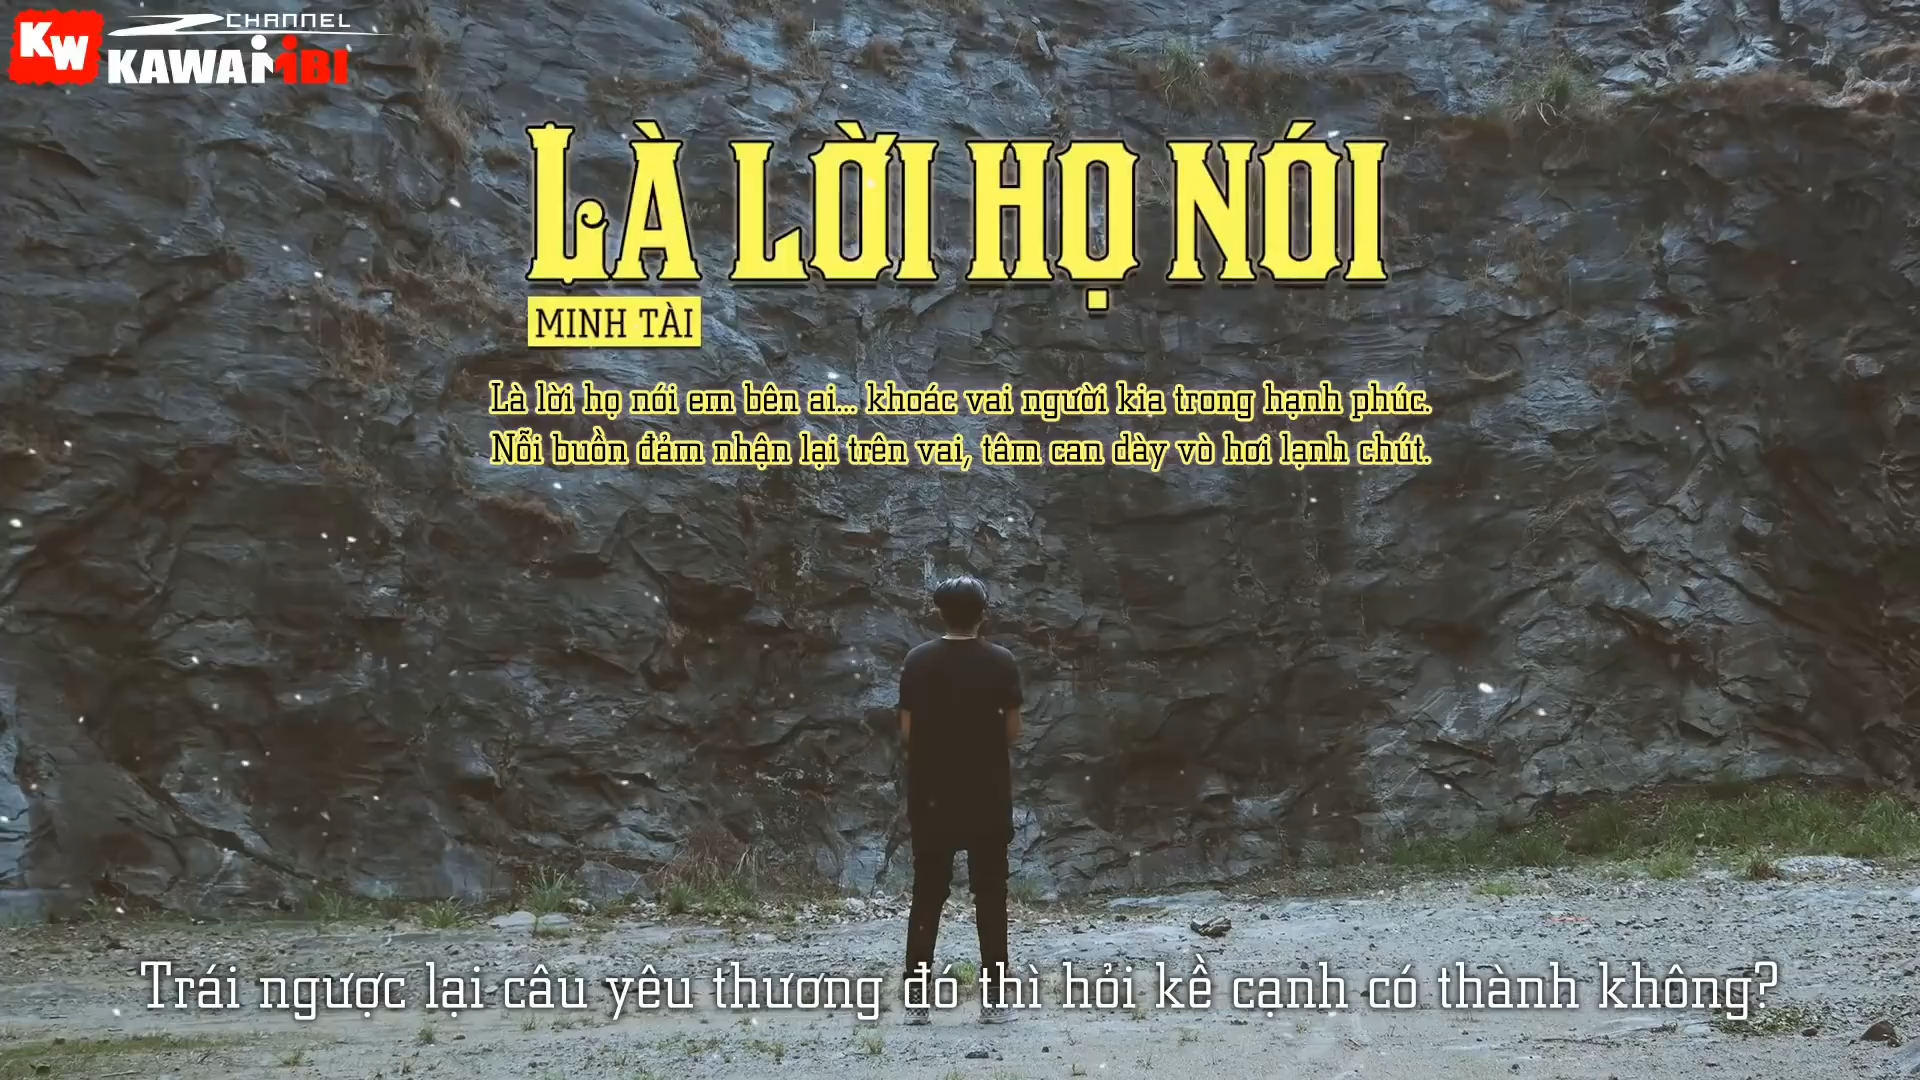 KW CHANNEL
KAWAIIBI
LÀ LỜI HỌ NÓI
MINH TÀI
Là lời họ nói em bên ai... khoác vai người kia trong hạnh phúc.
Nỗi buồn đảm nhận lại trên vai, tâm can dày vò hơi lạnh chút.
Trái ngược lại câu yêu thương đó thì hỏi kề cạnh có thành không?